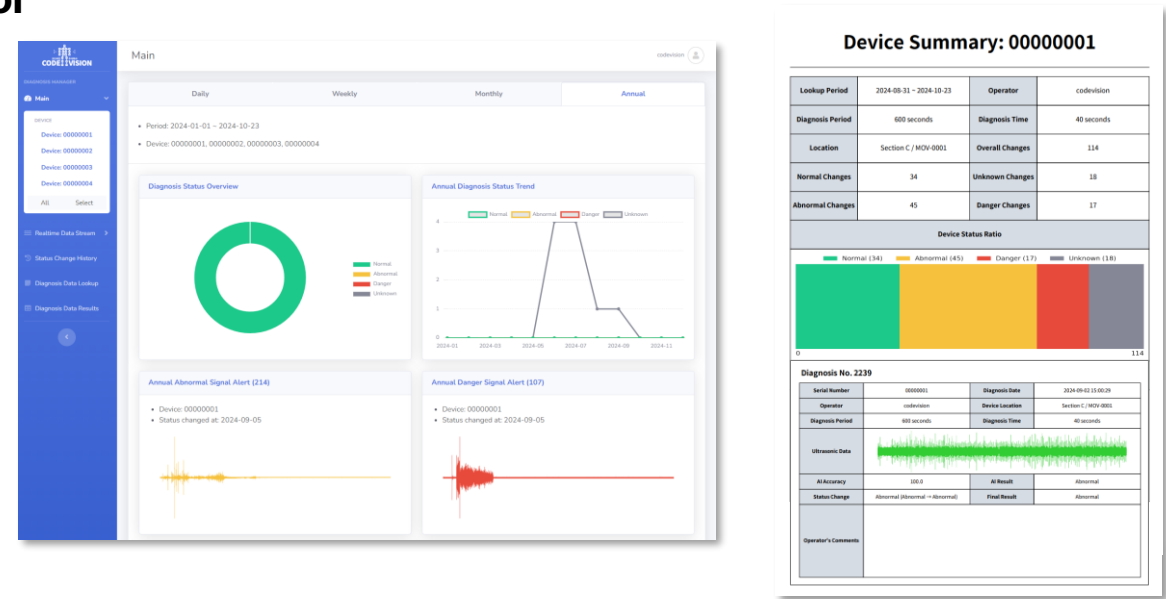 CODEIVISION
DIAGNOSIS MANAGER
Main
DEVICE
Device: 00000001
Device: 00000002
Device: 00000003
Device: 00000004
All Select
Realtime Data Stream
Status Change History
Diagnosis Data Lookup
Diagnosis Data Results
Main
codevision
Daily Weekly Monthly Annual
• Period: 2024-01-01 ~ 2024-10-23
• Device: 00000001, 00000002, 00000003, 00000004
Diagnosis Status Overview
Normal
Abnormal
Danger
Unknown
Annual Diagnosis Status Trend
Normal Abnormal Danger Unknown
4
3
2
1
0
2024-01 2024-03 2024-05 2024-07 2024-09 2024-11
Annual Abnormal Signal Alert (214)
• Device: 00000001
• Status changed at: 2024-09-05
Annual Danger Signal Alert (107)
• Device: 00000001
• Status changed at: 2024-09-05
Device Summary: 00000001
Lookup Period 2024-08-31 ~ 2024-10-23 Operator codevision
Diagnosis Period 600 seconds Diagnosis Time 40 seconds
Location Section C / MOV-0001 Overall Changes 114
Normal Changes 34 Unknown Changes 18
Abnormal Changes 45 Danger Changes 17
Device Status Ratio
Normal (34) Abnormal (45) Danger (17) Unknown (18)
0 114
Diagnosis No. 2239
Serial Number 00000001 Diagnosis Date 2024-09-02 15:00:29
Operator codevision Device Location Section C / MOV-0001
Diagnosis Period 600 seconds Diagnosis Time 40 seconds
Ultrasonic Data
AI Accuracy 100.0 AI Result Abnormal
Status Change Abnormal (Abnormal → Abnormal) Final Result Abnormal
Operator's Comments